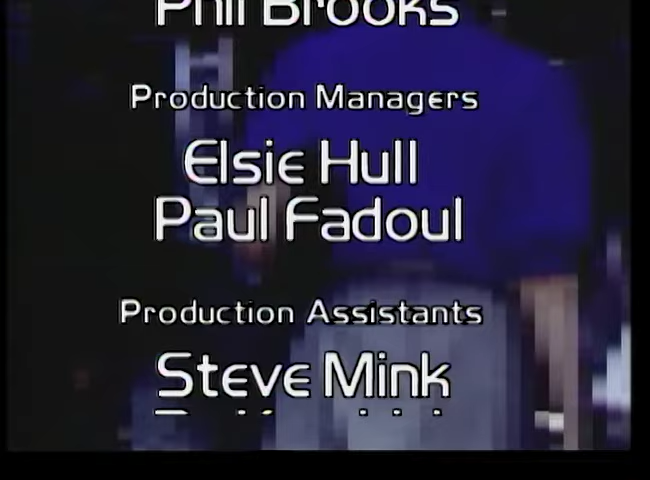 Phil Brooks
Production Managers
Elsie Hull
Paul Fadoul
Production Assistants
Steve Mink